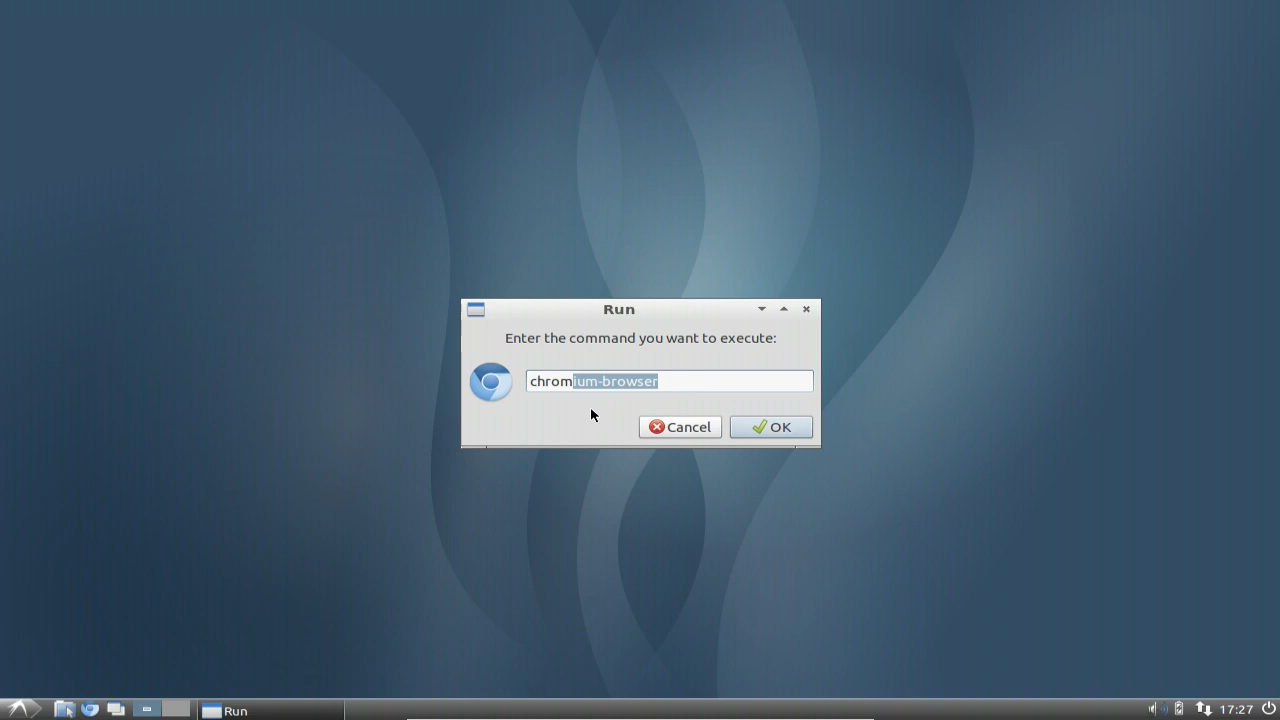 Run
Enter the command you want to execute:
chromium-browser
Cancel
OK
Run
17:27